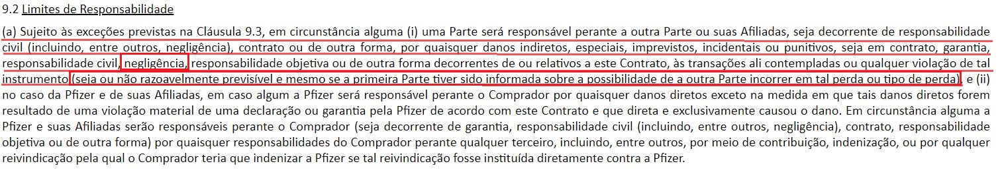 9.2 Limites de Responsabilidade
(a) Sujeito às exceções previstas na Cláusula 9.3, em circunstância alguma (i) uma Parte será responsável perante a outra Parte ou suas Afiliadas, seja decorrente de responsabilidade
civil (incluindo, entre outros, negligência), contrato ou de outra forma, por quaisquer danos indiretos, especiais, imprevistos, incidentais ou punitivos, seja em contrato, garantia,
responsabilidade civil, negligência, responsabilidade objetiva ou de outra forma decorrentes de ou relativos a este Contrato, às transações ali contempladas ou qualquer violação de tal
instrumento (seja ou não razoavelmente previsível e mesmo se a primeira Parte tiver sido informada sobre a possibilidade de a outra Parte incorrer em tal perda ou tipo de perda), e (ii)
no caso da Pfizer e de suas Afiliadas, em caso algum a Pfizer será responsável perante o Comprador por quaisquer danos diretos exceto na medida em que tais danos diretos forem
resultado de uma violação material de uma declaração ou garantia pela Pfizer de acordo com este Contrato e que direta e exclusivamente causou o dano. Em circunstância alguma a
Pfizer e suas Afiliadas serão responsáveis perante o Comprador (seja decorrente de garantia, responsabilidade civil (incluindo, entre outros, negligência), contrato, responsabilidade
objetiva ou de outra forma) por quaisquer responsabilidades do Comprador perante qualquer terceiro, incluindo, entre outros, por meio de contribuição, indenização, ou por qualquer
reivindicação pela qual o Comprador teria que indenizar a Pfizer se tal reivindicação fosse instituída diretamente contra a Pfizer.